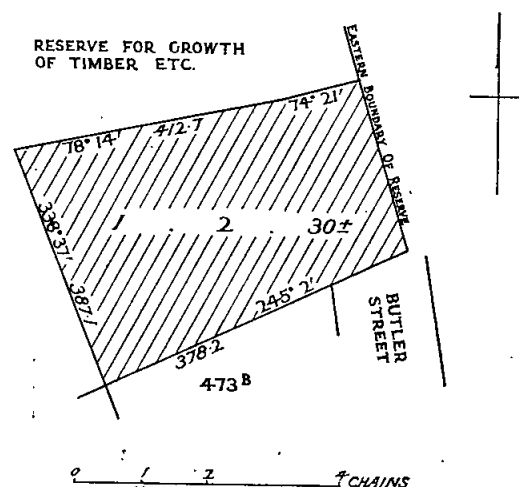 RESERVE FOR GROWTH
OF TIMBER ETC.
EASTERN BOUNDARY OF RESERVE
78° 14'
412·7
74° 21'
338° 37'
387·1
1 . 2 . 30±
245° 2'
378·2
473B
BUTLER
STREET
0 1 2 4 CHAINS